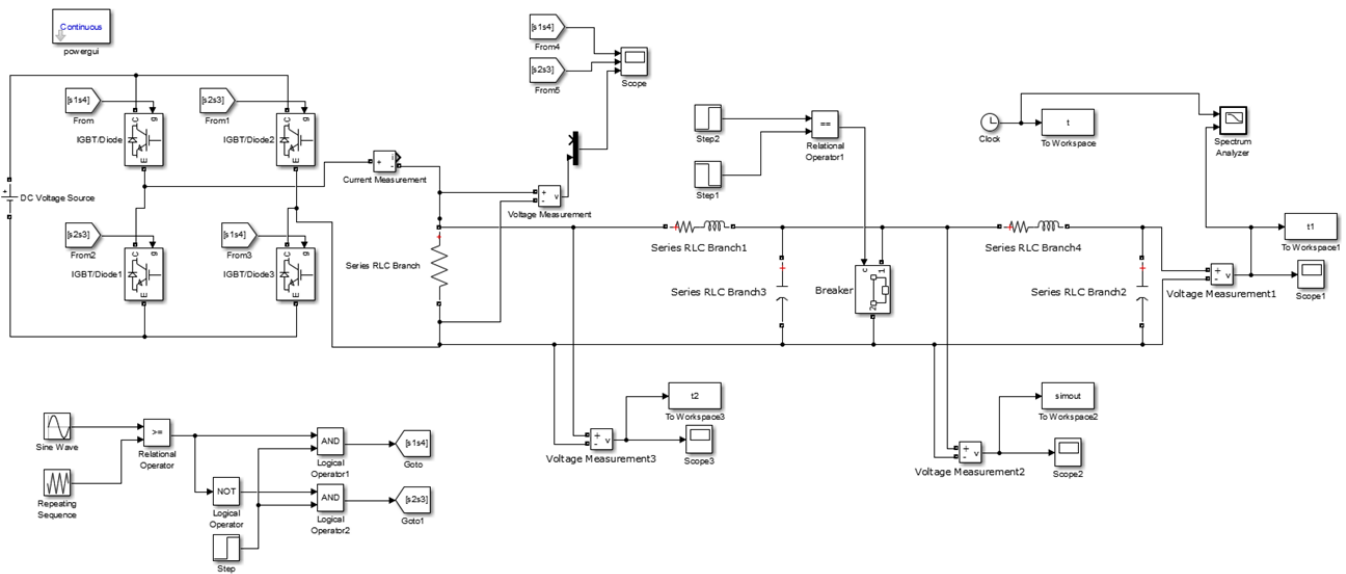 Continuous
powergui
[s1s4]
From4
[s2s3]
From5
Scope
[s1s4]
From
[s2s3]
From1
C
g
E
IGBT/Diode
C
g
E
IGBT/Diode2
DC Voltage Source
+
i
-
Current Measurement
+
-
v
Voltage Measurement
Step2
Step1
==
Relational
Operator1
Clock
t
To Workspace
Spectrum
Analyzer
[s2s3]
From2
[s1s4]
From3
C
g
E
IGBT/Diode1
C
g
E
IGBT/Diode3
Series RLC Branch
Series RLC Branch1
Series RLC Branch3
Breaker
c
1
2
Series RLC Branch4
Series RLC Branch2
t1
To Workspace1
+
-
v
Voltage Measurement1
Scope1
Sine Wave
Repeating
Sequence
>=
Relational
Operator
NOT
Logical
Operator
Step
AND
Logical
Operator1
AND
Logical
Operator2
[s1s4]
Goto
[s2s3]
Goto1
t2
To Workspace3
+
-
v
Voltage Measurement3
Scope3
simout
To Workspace2
+
-
v
Voltage Measurement2
Scope2